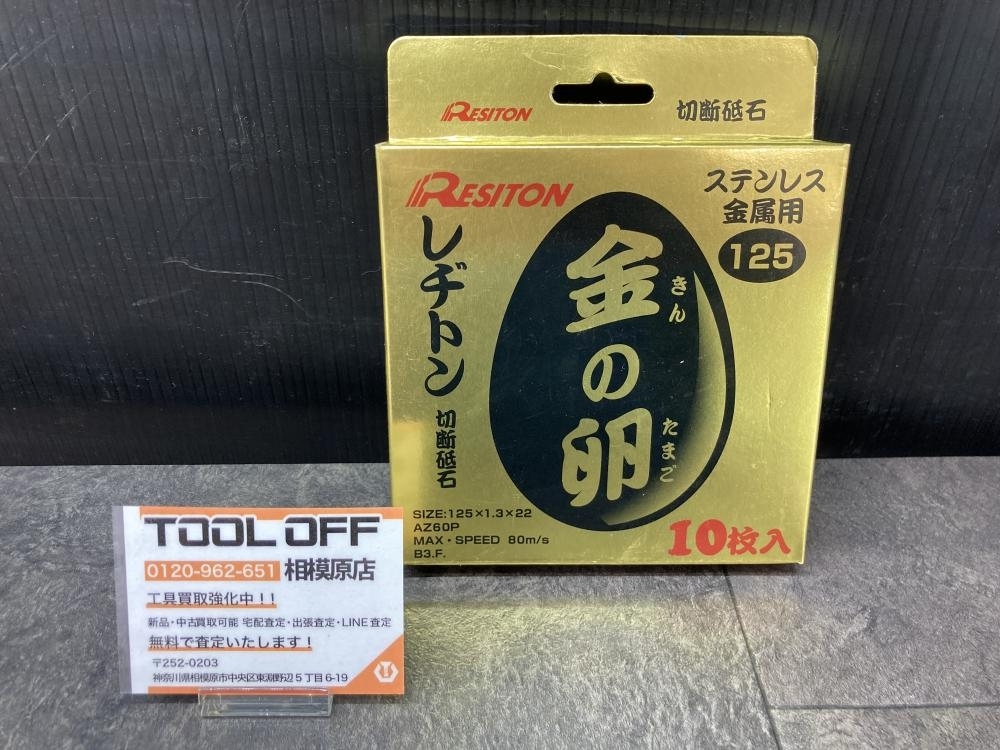 RESITON
切断砥石
RESITON
レヂトン
切断砥石
ステンレス
金属用
125
金の卵
きん
たまご
SIZE:125×1.3×22
AZ60P
MAX・SPEED 80m/s
B3.F.
10枚入
TOOL OFF
0120-962-651 相模原店
工具買取強化中!!
新品・中古買取可能 宅配査定・出張査定・LINE査定
無料で査定いたします!
〒252-0203
神奈川県相模原市中央区東淵野辺5丁目6-19